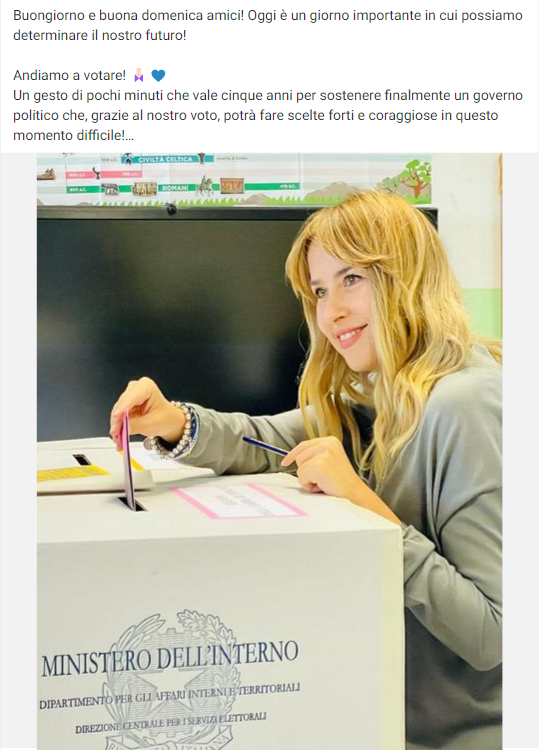 Buongiorno e buona domenica amici! Oggi è un giorno importante in cui possiamo
determinare il nostro futuro!
Andiamo a votare! 🗳️💙
Un gesto di pochi minuti che vale cinque anni per sostenere finalmente un governo
politico che, grazie al nostro voto, potrà fare scelte forti e coraggiose in questo
momento difficile!...
CIVILTÀ CELTICA
ROMANI
476 d.C.
MINISTERO DELL'INTERNO
DIPARTIMENTO PER GLI AFFARI INTERNI E TERRITORIALI
DIREZIONE CENTRALE PER I SERVIZI ELETTORALI